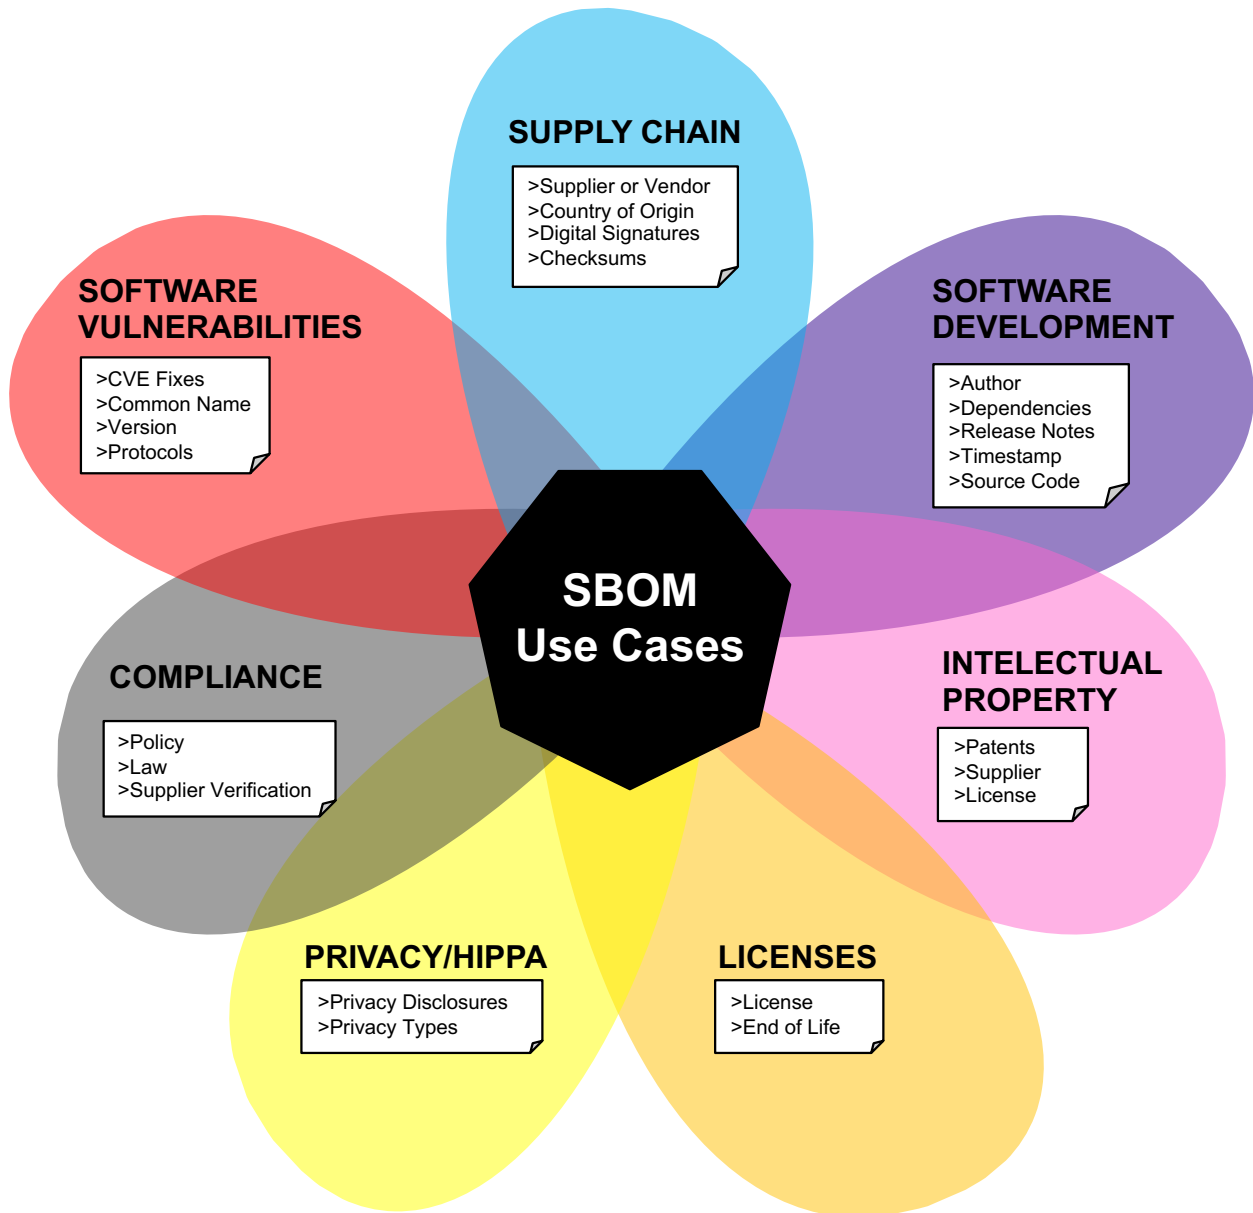 SUPPLY CHAIN
>Supplier or Vendor
>Country of Origin
>Digital Signatures
>Checksums
SOFTWARE
VULNERABILITIES
>CVE Fixes
>Common Name
>Version
>Protocols
SOFTWARE
DEVELOPMENT
>Author
>Dependencies
>Release Notes
>Timestamp
>Source Code
SBOM
Use Cases
COMPLIANCE
>Policy
>Law
>Supplier Verification
INTELECTUAL
PROPERTY
>Patents
>Supplier
>License
PRIVACY/HIPPA
>Privacy Disclosures
>Privacy Types
LICENSES
>License
>End of Life